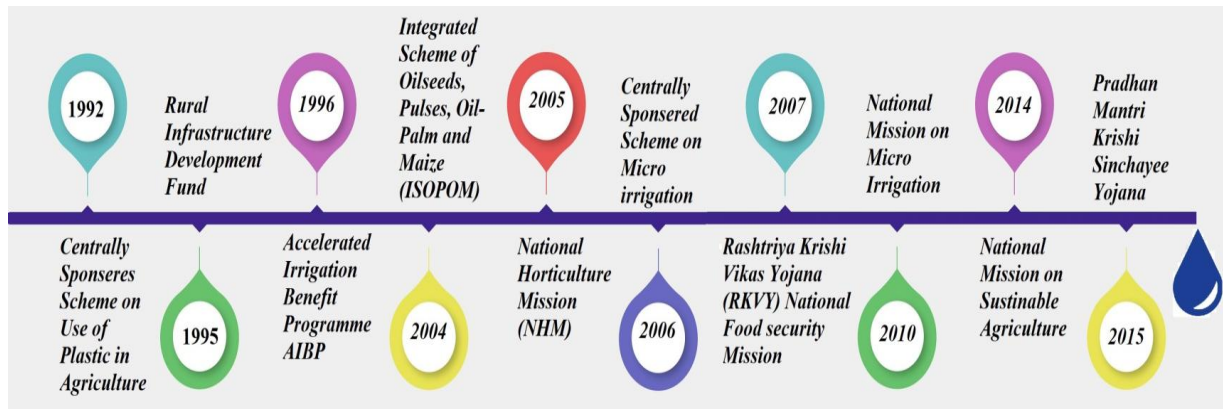 1992
Centrally
Sponseres
Scheme on
Use of
Plastic in
Agriculture
Rural
Infrastructure
Development
Fund
1995
1996
Accelerated
Irrigation
Benefit
Programme
AIBP
Integrated
Scheme of
Oilseeds,
Pulses, Oil-
Palm and
Maize
(ISOPOM)
2004
2005
National
Horticulture
Mission
(NHM)
Centrally
Sponsered
Scheme on
Micro
irrigation
2006
2007
Rashtriya Krishi
Vikas Yojana
(RKVY) National
Food security
Mission
National
Mission on
Micro
Irrigation
2010
2014
National
Mission on
Sustinable
Agriculture
Pradhan
Mantri
Krishi
Sinchayee
Yojana
2015